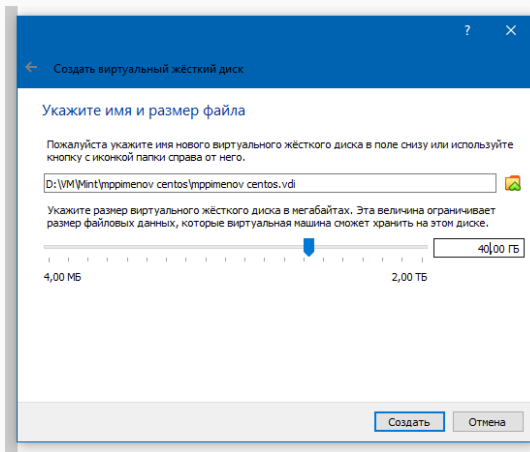 ?
Создать виртуальный жёсткий диск
Укажите имя и размер файла
Пожалуйста укажите имя нового виртуального жёсткого диска в поле снизу или используйте
кнопку с иконкой папки справа от него.
D:\VM\Mint\mppimenov centos\mppimenov centos.vdi
Укажите размер виртуального жёсткого диска в мегабайтах. Эта величина ограничивает
размер файловых данных, которые виртуальная машина сможет хранить на этом диске.
40,00 ГБ
4,00 МБ 2,00 ТБ
Создать Отмена